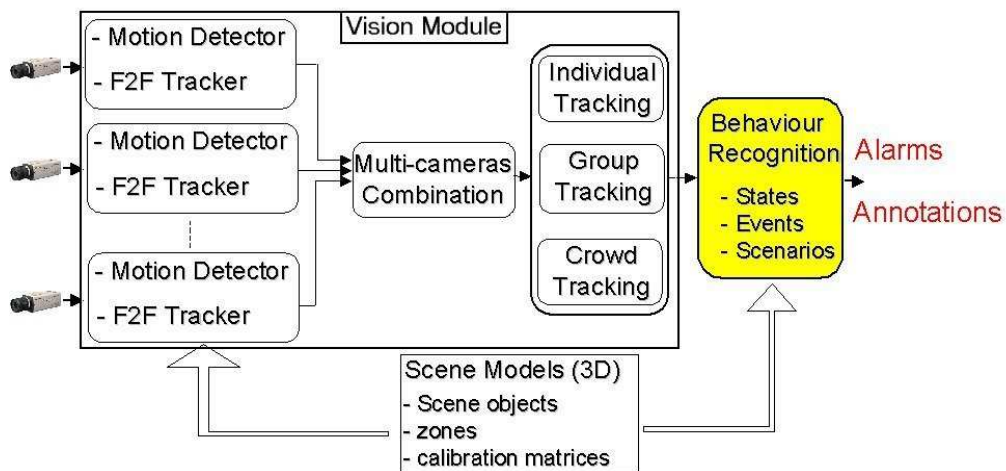 Vision Module
- Motion Detector
- F2F Tracker
- Motion Detector
- F2F Tracker
- Motion Detector
- F2F Tracker
Multi-cameras
Combination
Individual
Tracking
Group
Tracking
Crowd
Tracking
Behaviour
Recognition
- States
- Events
- Scenarios
Alarms
Annotations
Scene Models (3D)
- Scene objects
- zones
- calibration matrices